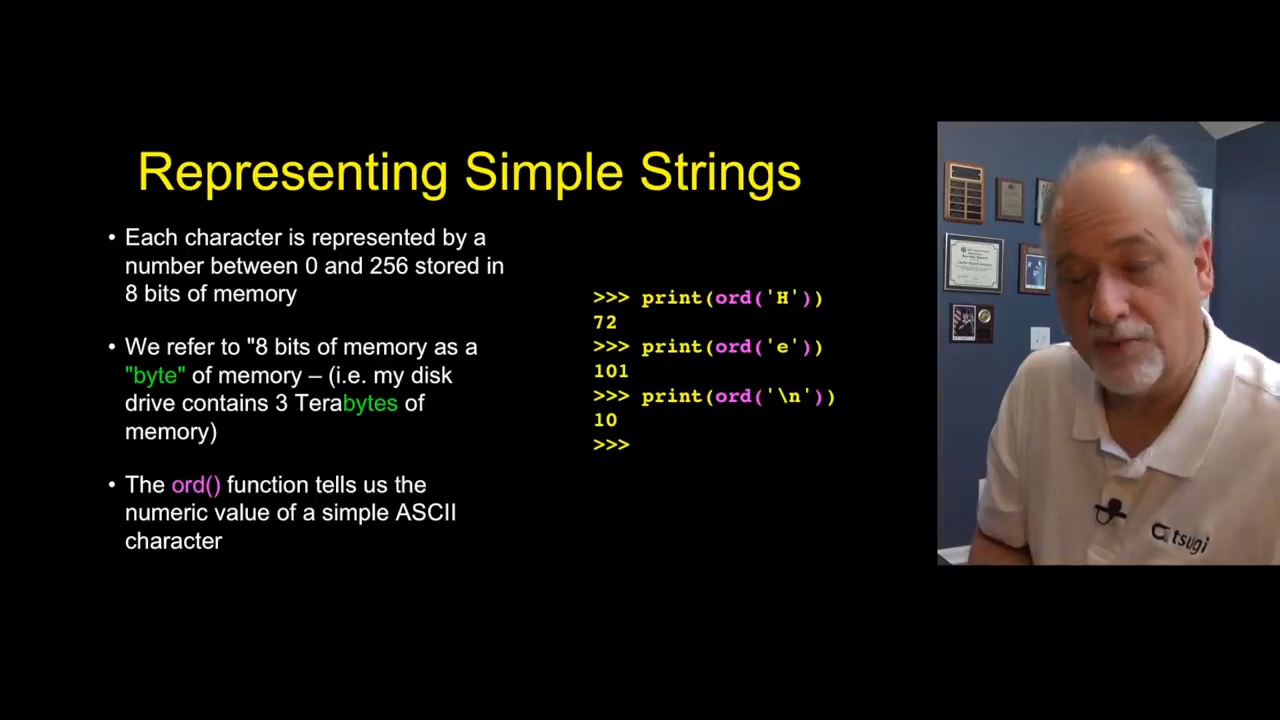 Representing Simple Strings
• Each character is represented by a
number between 0 and 256 stored in
8 bits of memory
• We refer to "8 bits of memory as a
"byte" of memory – (i.e. my disk
drive contains 3 Terabytes of
memory)
• The ord() function tells us the
numeric value of a simple ASCII
character
>>> print(ord('H'))
72
>>> print(ord('e'))
101
>>> print(ord('\n'))
10
>>>
tsugi